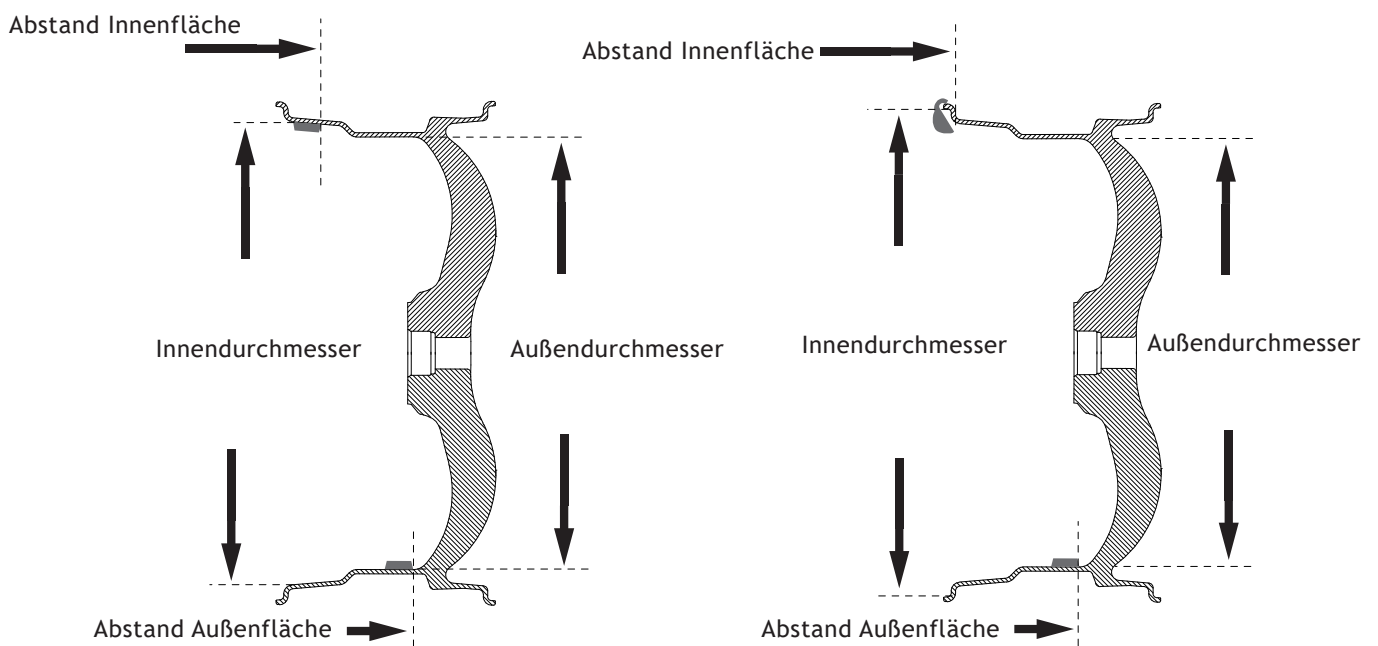 Abstand Innenfläche
Innendurchmesser
Außendurchmesser
Abstand Außenfläche
Abstand Innenfläche
Innendurchmesser
Außendurchmesser
Abstand Außenfläche